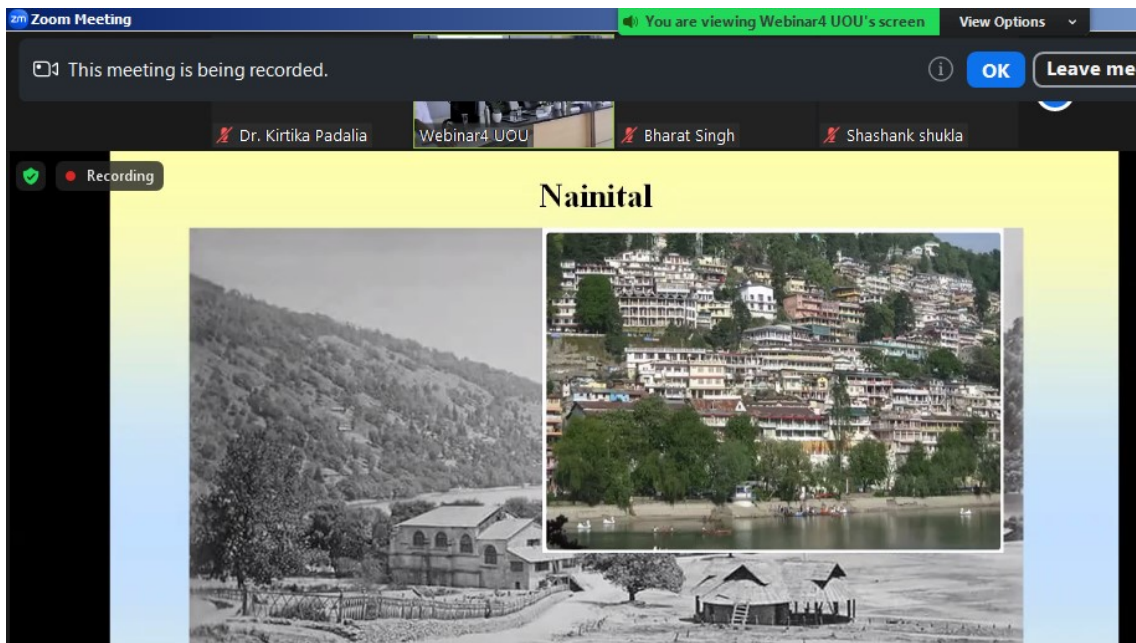 zm Zoom Meeting
You are viewing Webinar4 UOU's screen
View Options
This meeting is being recorded.
OK
Leave me
Dr. Kirtika Padalia
Webinar4 UOU
Bharat Singh
Shashank shukla
Recording
Nainital